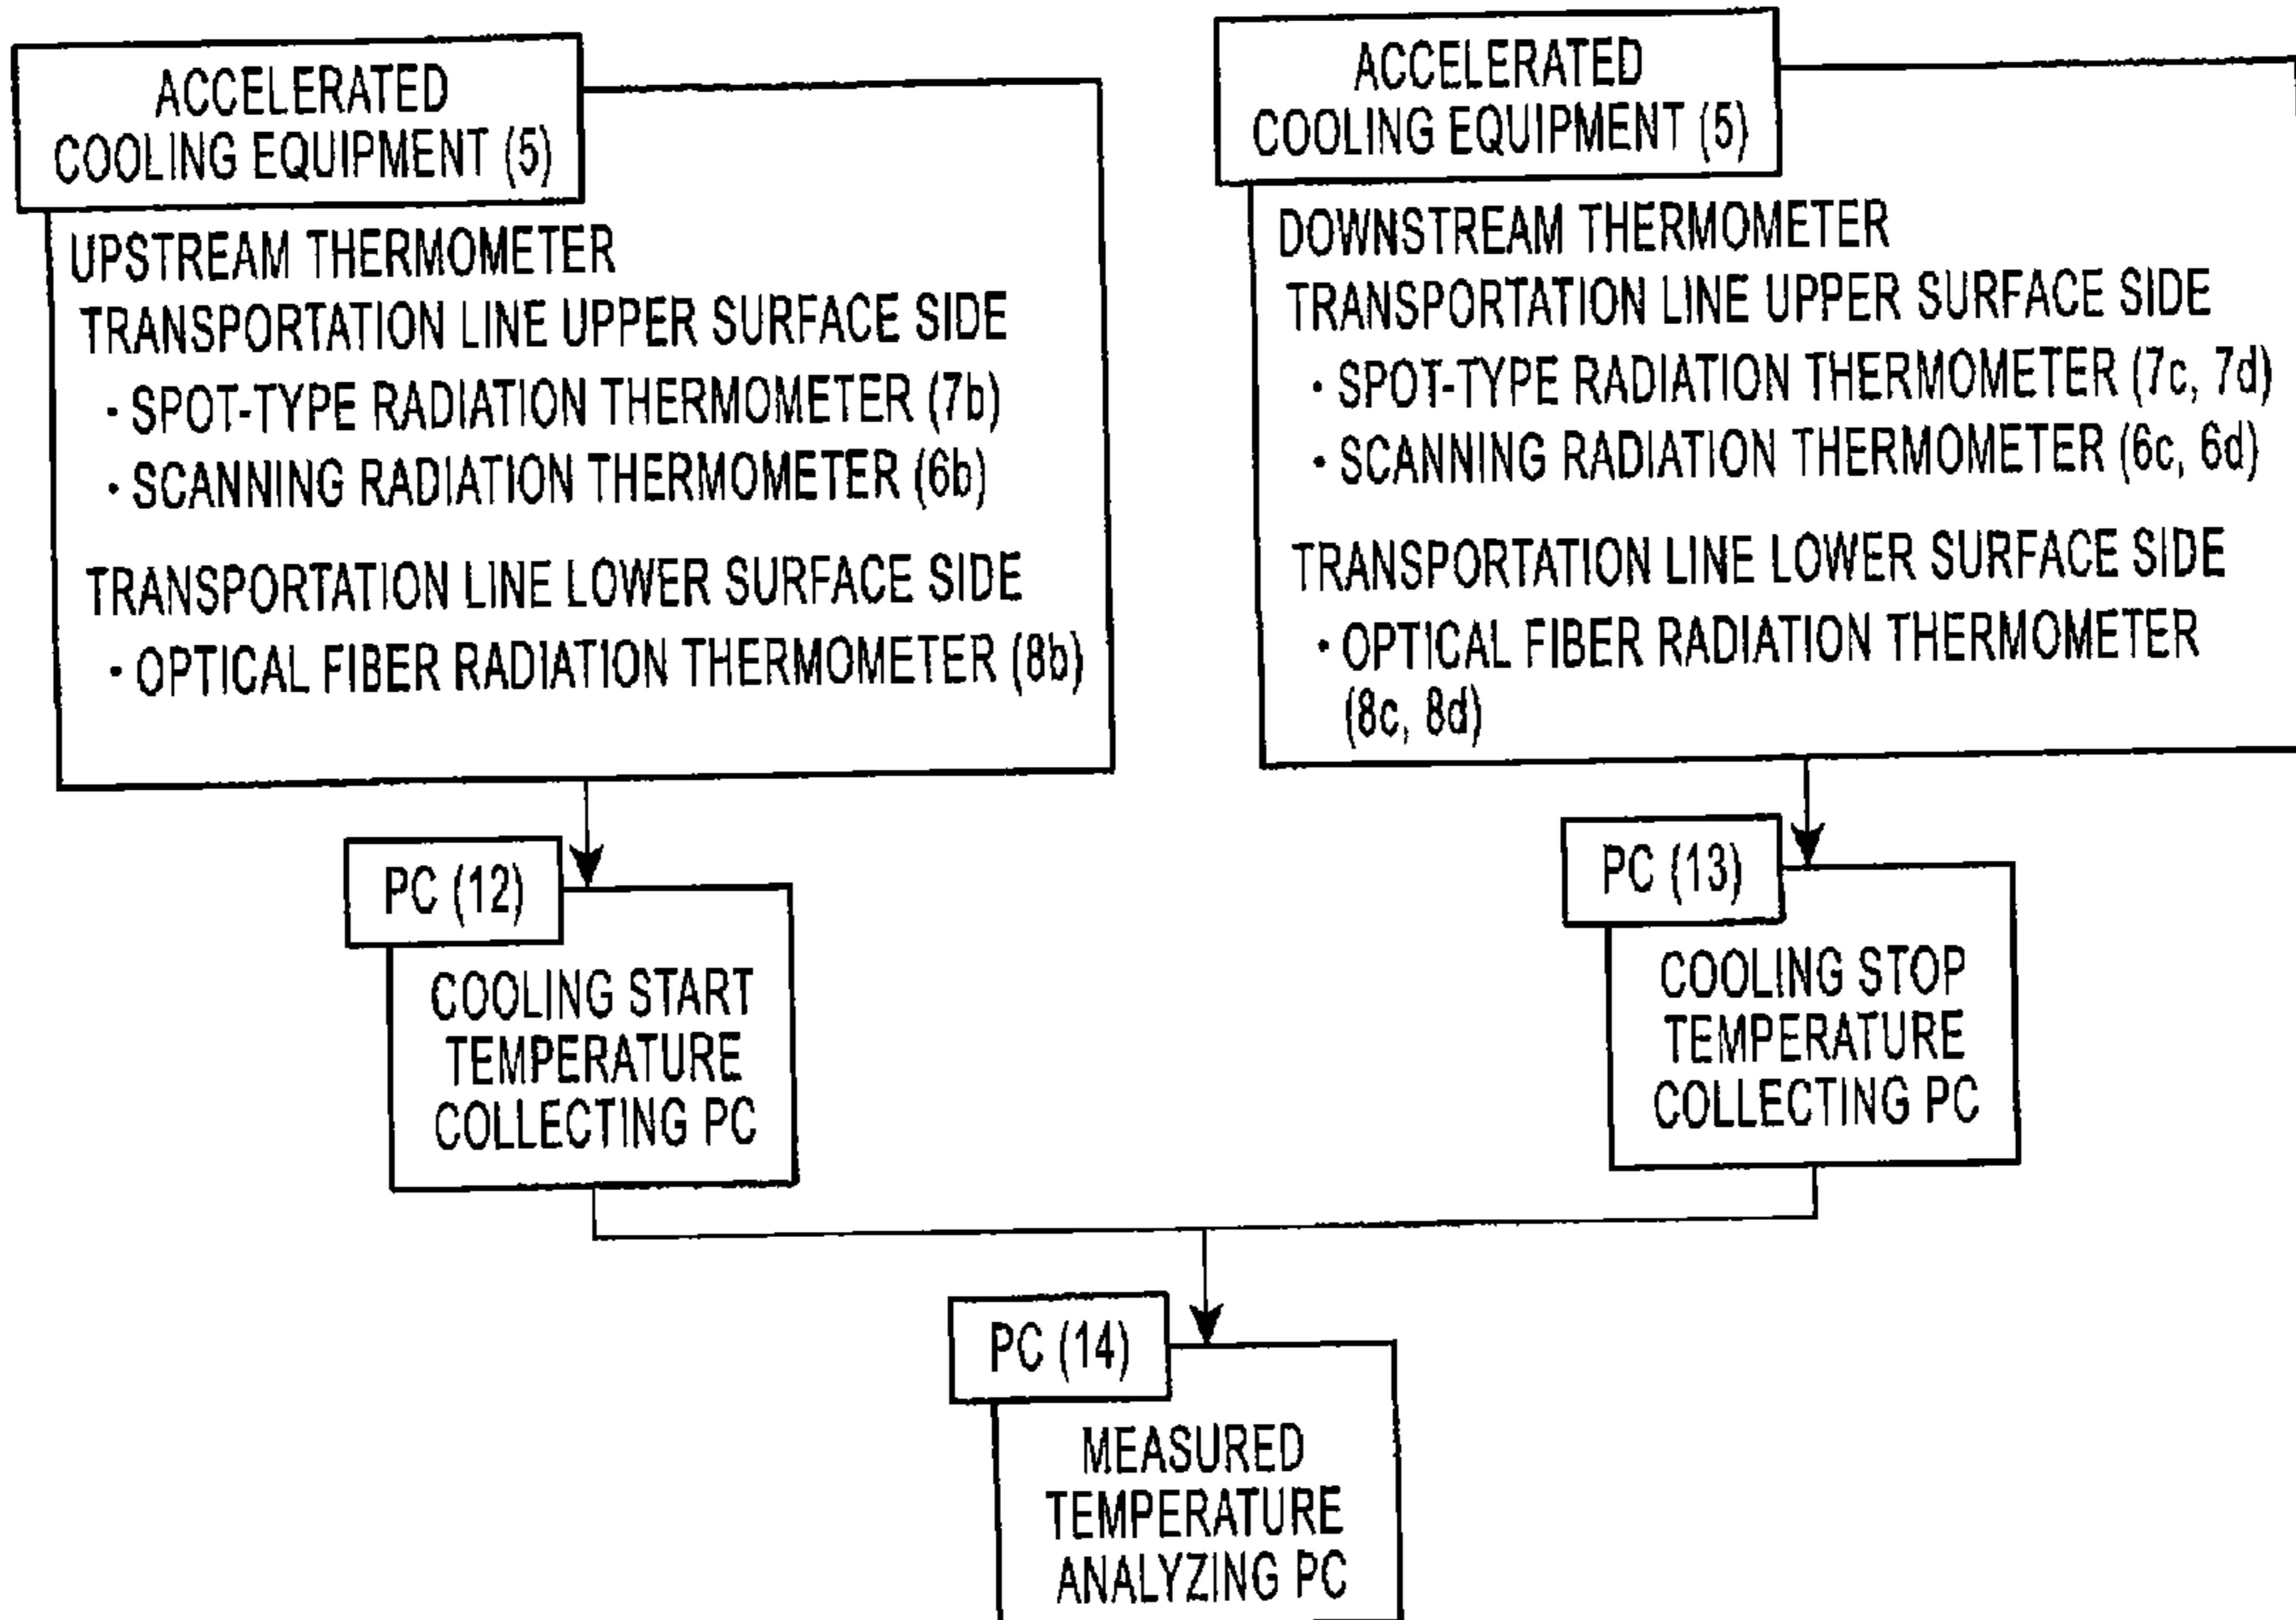 ACCELERATED
COOLING EQUIPMENT (5)
UPSTREAM THERMOMETER
TRANSPORTATION LINE UPPER SURFACE SIDE
· SPOT-TYPE RADIATION THERMOMETER (7b)
· SCANNING RADIATION THERMOMETER (6b)
TRANSPORTATION LINE LOWER SURFACE SIDE
· OPTICAL FIBER RADIATION THERMOMETER (8b)
ACCELERATED
COOLING EQUIPMENT (5)
DOWNSTREAM THERMOMETER
TRANSPORTATION LINE UPPER SURFACE SIDE
· SPOT-TYPE RADIATION THERMOMETER (7c, 7d)
· SCANNING RADIATION THERMOMETER (6c, 6d)
TRANSPORTATION LINE LOWER SURFACE SIDE
· OPTICAL FIBER RADIATION THERMOMETER
(8c, 8d)
PC (12)
COOLING START
TEMPERATURE
COLLECTING PC
PC (13)
COOLING STOP
TEMPERATURE
COLLECTING PC
PC (14)
MEASURED
TEMPERATURE
ANALYZING PC